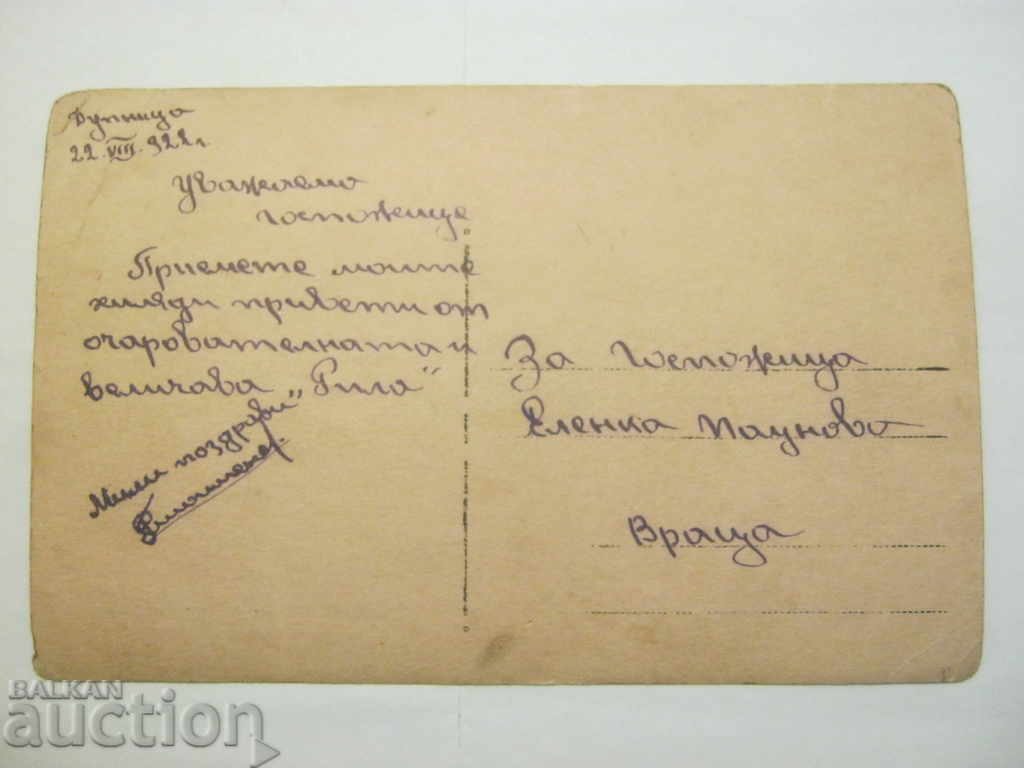 Дупница
22.VIII.922г.
Уважаемо
госпожице
Приемете моите
хиляди привети от
очарователната и
величава „Рила“
Мили поздрави
За Госпожица
Еленка Паунова
Враца
BALKAN
auction